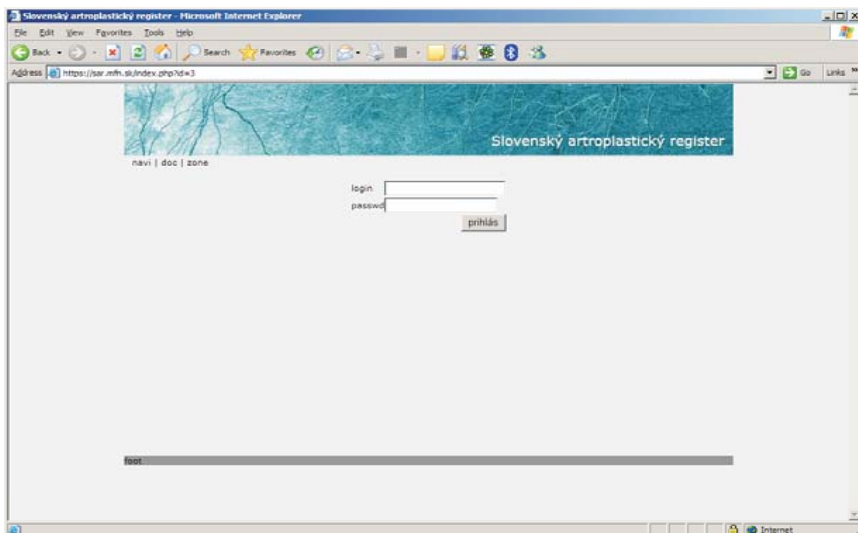 Slovenský artroplastický register - Microsoft Internet Explorer
File Edit View Favorites Tools Help
Back Search Favorites
Address https://sar.mfn.sk/index.php?id=3 Go Links »
Slovenský artroplastický register
navi | doc | zone
login
passwd
prihlás
foot
Internet